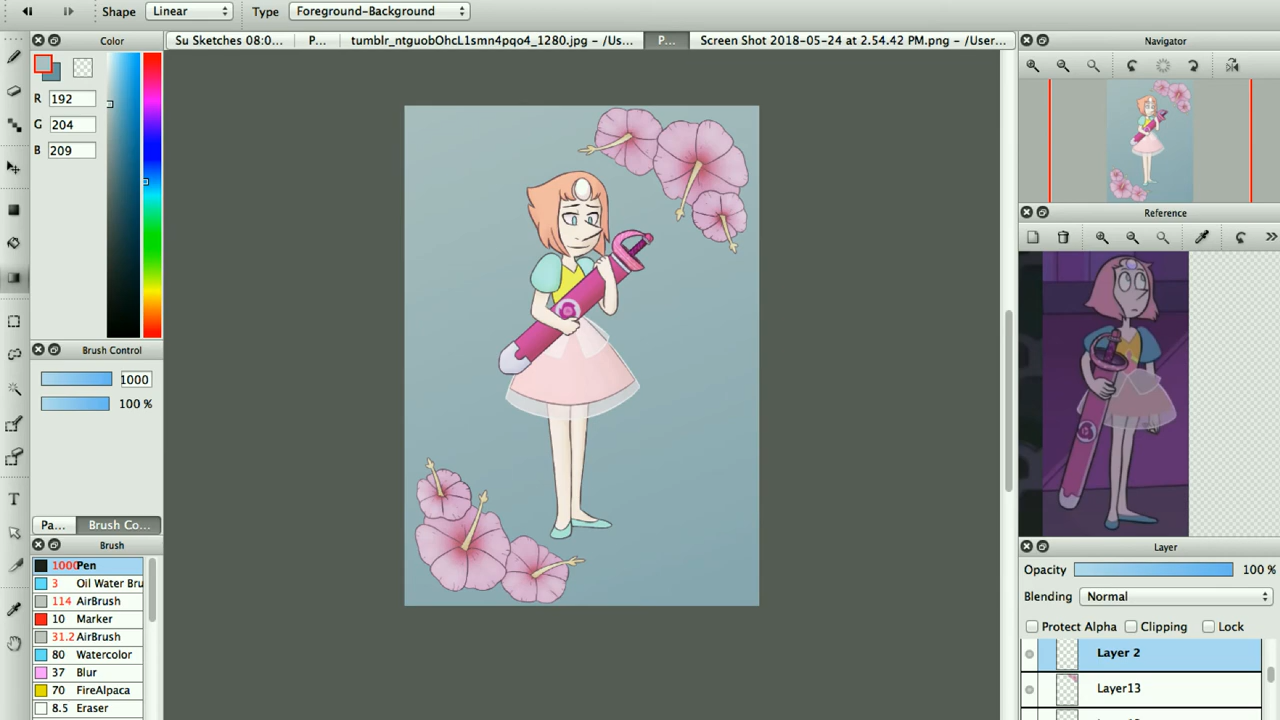 Shape Linear Type Foreground-Background
Color Su Sketches 08:0... P... tumblr_ntguobOhcL1smn4pqo4_1280.jpg – /Us... P... Screen Shot 2018-05-24 at 2.54.42 PM.png – /User... Navigator
R 192
G 204
B 209
Reference
Brush Control
1000
100 %
Pa... Brush Co...
Brush
1000 Pen
3 Oil Water Bru
114 AirBrush
10 Marker
31.2 AirBrush
80 Watercolor
37 Blur
70 FireAlpaca
8.5 Eraser
T
Layer
Opacity 100 %
Blending Normal
Protect Alpha Clipping Lock
Layer 2
Layer13